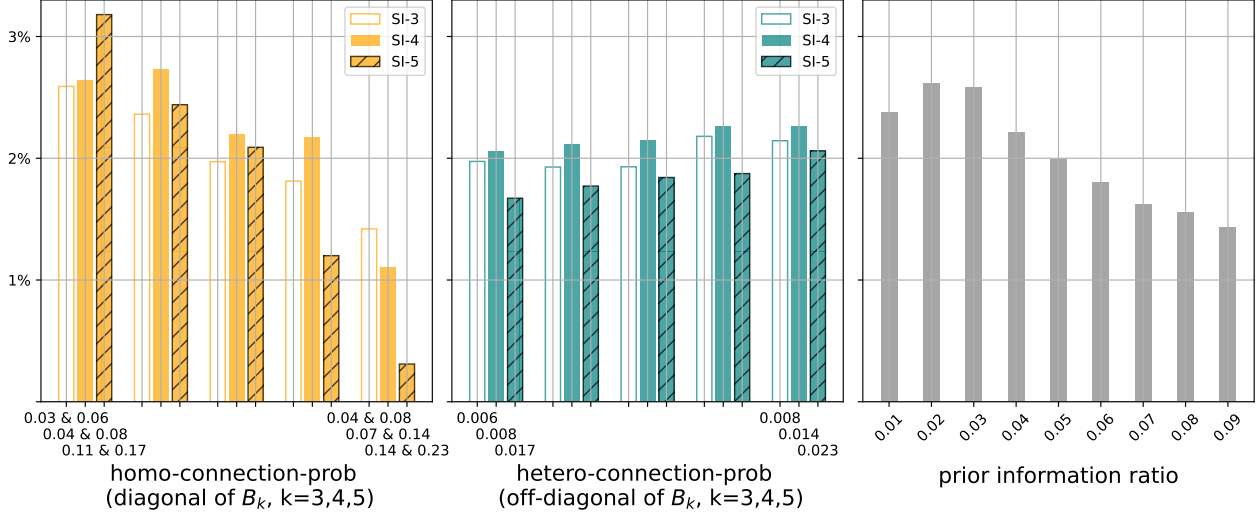 3%
2%
1%
SI-3
SI-4
SI-5
0.03 & 0.06
0.04 & 0.08
0.11 & 0.17
0.04 & 0.08
0.07 & 0.14
0.14 & 0.23
homo-connection-prob
(diagonal of Bₖ, k=3,4,5)
SI-3
SI-4
SI-5
0.006
0.008
0.017
0.008
0.014
0.023
hetero-connection-prob
(off-diagonal of Bₖ, k=3,4,5)
0.01 0.02 0.03 0.04 0.05 0.06 0.07 0.08 0.09
prior information ratio